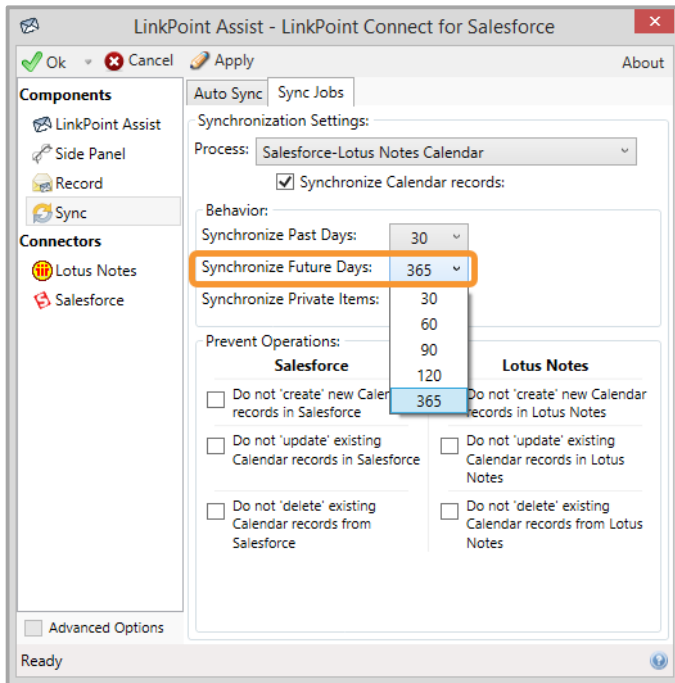 LinkPoint Assist - LinkPoint Connect for Salesforce
Ok Cancel Apply About
Components
LinkPoint Assist
Side Panel
Record
Sync
Connectors
Lotus Notes
Salesforce
Advanced Options
Auto Sync Sync Jobs
Synchronization Settings:
Process: Salesforce-Lotus Notes Calendar
Synchronize Calendar records:
Behavior:
Synchronize Past Days: 30
Synchronize Future Days: 365
Synchronize Private Items:
30
60
90
120
365
Prevent Operations:
Salesforce
Do not 'create' new Caler
records in Salesforce
Do not 'update' existing
Calendar records in Salesforce
Do not 'delete' existing
Calendar records from
Salesforce
Lotus Notes
Do not 'create' new Calendar
records in Lotus Notes
Do not 'update' existing
Calendar records in Lotus
Notes
Do not 'delete' existing
Calendar records from Lotus
Notes
Ready